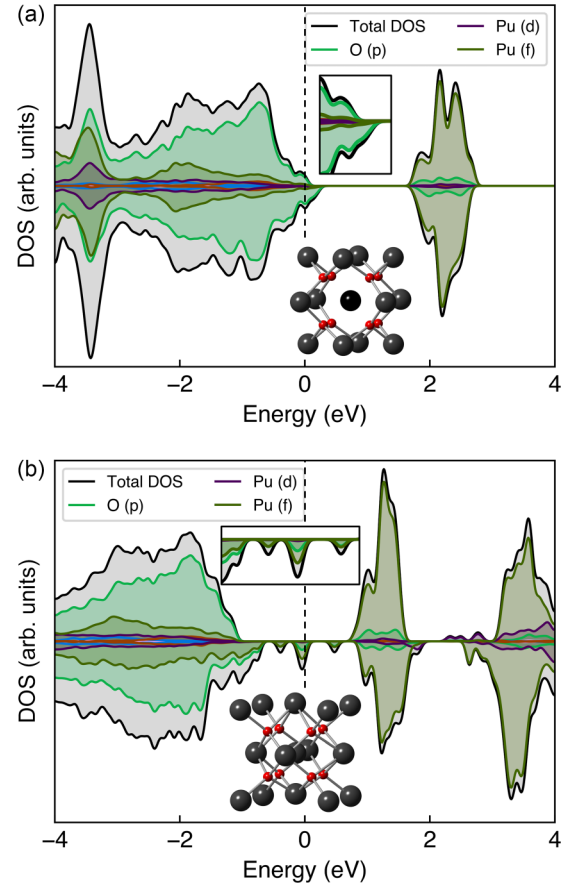 (a)
Total DOS
Pu (d)
O (p)
Pu (f)
DOS (arb. units)
−4
−2
0
2
4
Energy (eV)
(b)
Total DOS
Pu (d)
O (p)
Pu (f)
DOS (arb. units)
−4
−2
0
2
4
Energy (eV)